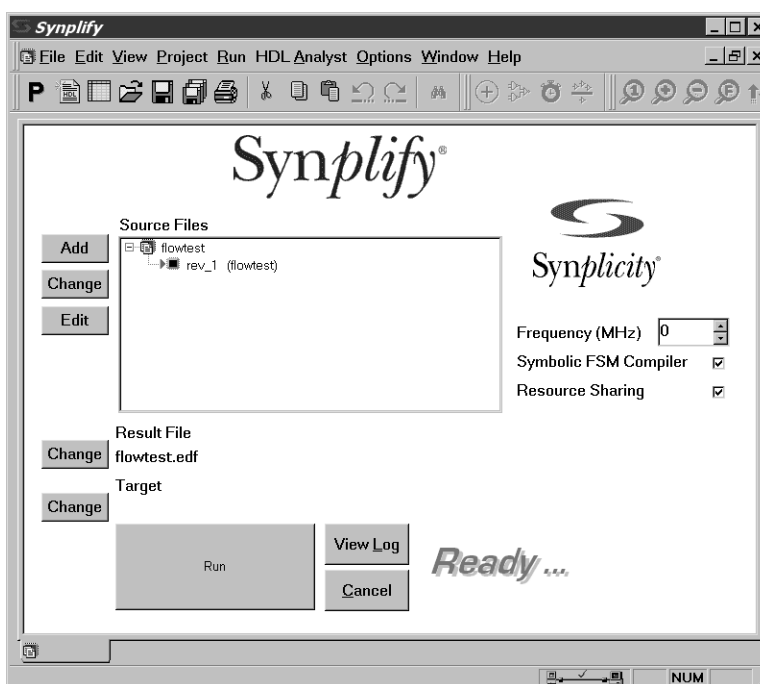 Synplify
File Edit View Project Run HDL Analyst Options Window Help
P
Synplify®
Source Files
Add
flowtest
rev_1 (flowtest)
Change
Edit
Synplicity®
Frequency (MHz) 0
Symbolic FSM Compiler
Resource Sharing
Result File
Change
flowtest.edf
Target
Change
Run
View Log
Cancel
Ready ...
NUM